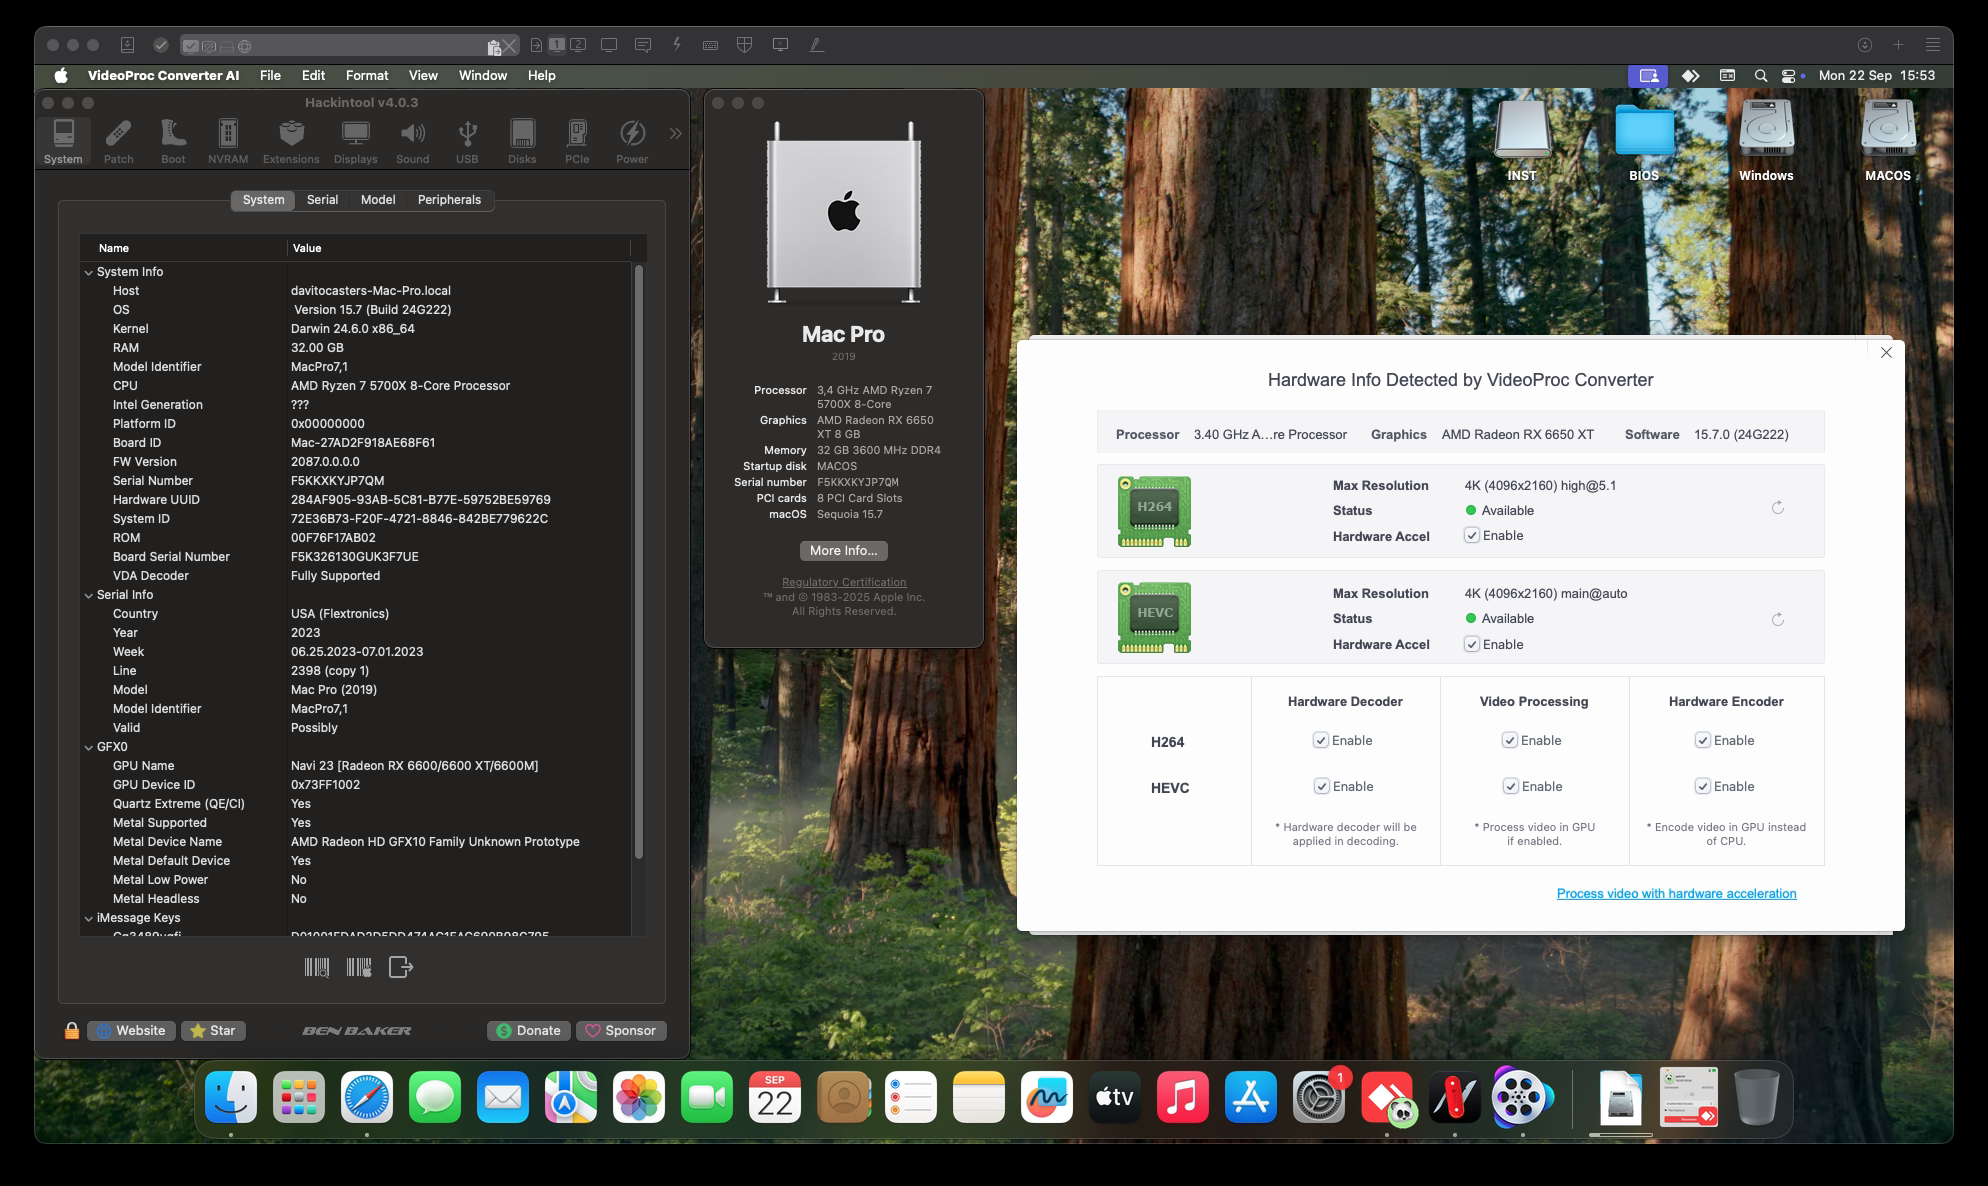 1
2
VideoProc Converter AI File Edit Format View Window Help
Mon 22 Sep 15:53
Hackintool v4.0.3
System Patch Boot NVRAM Extensions Displays Sound USB Disks PCIe Power
System Serial Model Peripherals
Name Value
System Info
Host davitocasters-Mac-Pro.local
OS Version 15.7 (Build 24G222)
Kernel Darwin 24.6.0 x86_64
RAM 32.00 GB
Model Identifier MacPro7,1
CPU AMD Ryzen 7 5700X 8-Core Processor
Intel Generation ???
Platform ID 0x00000000
Board ID Mac-27AD2F918AE68F61
FW Version 2087.0.0.0.0
Serial Number F5KKXKYJP7QM
Hardware UUID 284AF905-93AB-5C81-B77E-59752BE59769
System ID 72E36B73-F20F-4721-8846-842BE779622C
ROM 00F76F17AB02
Board Serial Number F5K326130GUK3F7UE
VDA Decoder Fully Supported
Serial Info
Country USA (Flextronics)
Year 2023
Week 06.25.2023-07.01.2023
Line 2398 (copy 1)
Model Mac Pro (2019)
Model Identifier MacPro7,1
Valid Possibly
GFX0
GPU Name Navi 23 [Radeon RX 6600/6600 XT/6600M]
GPU Device ID 0x73FF1002
Quartz Extreme (QE/CI) Yes
Metal Supported Yes
Metal Device Name AMD Radeon HD GFX10 Family Unknown Prototype
Metal Default Device Yes
Metal Low Power No
Metal Headless No
iMessage Keys
Website Star BEN BAKER Donate Sponsor
Mac Pro
2019
Processor 3,4 GHz AMD Ryzen 7
5700X 8-Core
Graphics AMD Radeon RX 6650
XT 8 GB
Memory 32 GB 3600 MHz DDR4
Startup disk MACOS
Serial number F5KKXKYJP7QM
PCI cards 8 PCI Card Slots
macOS Sequoia 15.7
More Info...
Regulatory Certification
™ and © 1983-2025 Apple Inc.
All Rights Reserved.
INST BIOS Windows MACOS
Hardware Info Detected by VideoProc Converter
Processor 3.40 GHz A...re Processor Graphics AMD Radeon RX 6650 XT Software 15.7.0 (24G222)
H264
Max Resolution 4K (4096x2160) high@5.1
Status Available
Hardware Accel Enable
HEVC
Max Resolution 4K (4096x2160) main@auto
Status Available
Hardware Accel Enable
Hardware Decoder Video Processing Hardware Encoder
H264 Enable Enable Enable
HEVC Enable Enable Enable
* Hardware decoder will be
applied in decoding.
* Process video in GPU
if enabled.
* Encode video in GPU instead
of CPU.
Process video with hardware acceleration
SEP
22
tv
1